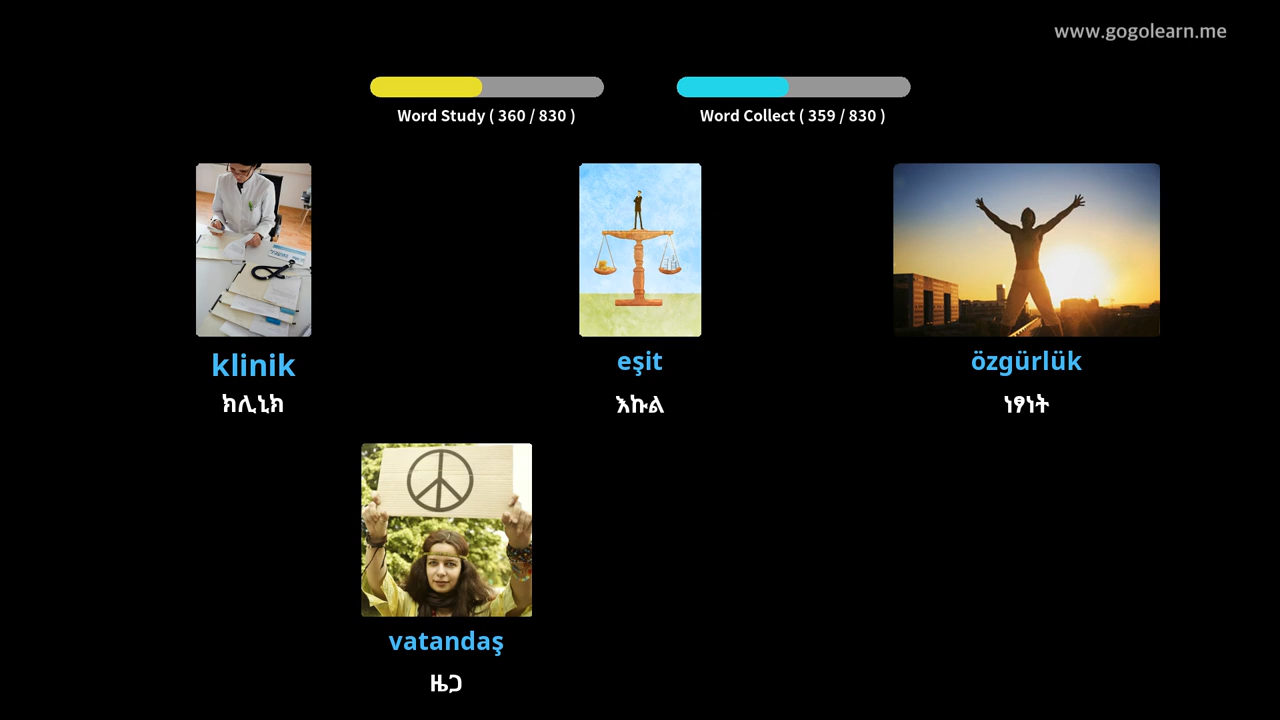 www.gogolearn.me
Word Study ( 360 / 830 )
Word Collect ( 359 / 830 )
klinik
ክሊኒክ
eşit
እኩል
özgürlük
ነፃነት
vatandaş
ዜጋ